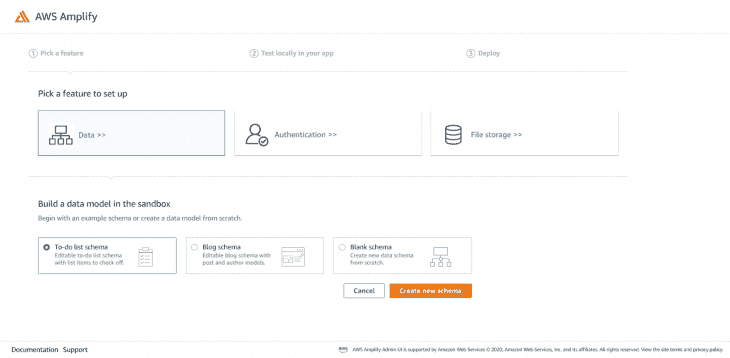 AWS Amplify
1 Pick a feature
2 Test locally in your app
3 Deploy
Pick a feature to set up
Data >>
Authentication >>
File storage >>
Build a data model in the sandbox
Begin with an example schema or create a data model from scratch.
To-do list schema
Editable to-do list schema
with list items to check off.
Blog schema
Editable blog schema with
post and author models.
Blank schema
Create new data schema
from scratch.
Cancel
Create new schema
Documentation Support
aws AWS Amplify Admin UI is supported by Amazon Web Services © 2020, Amazon Web Services, Inc. and its affiliates. All rights reserved. View the site terms and privacy policy.